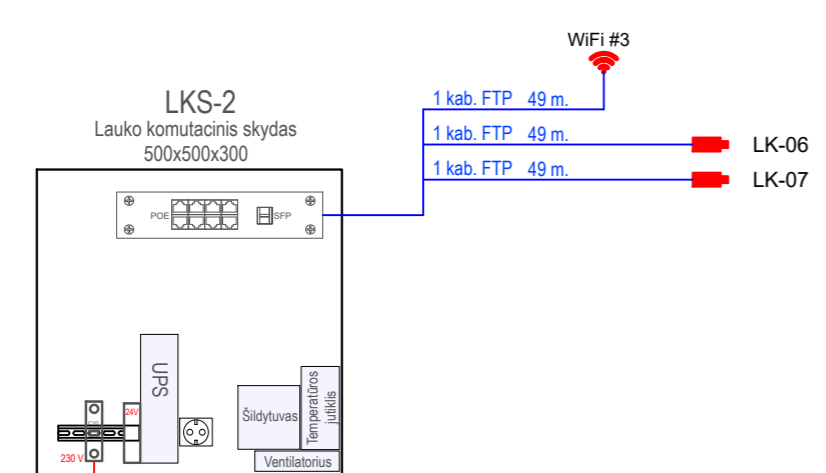 WiFi #3
LKS-2
Lauko komutacinis skydas
500x500x300
1 kab. FTP 49 m.
1 kab. FTP 49 m.
LK-06
1 kab. FTP 49 m.
LK-07
POE
SFP
UPS
24V
Šildytuvas
Temperatūros
jutiklis
230 V
Ventilatorius